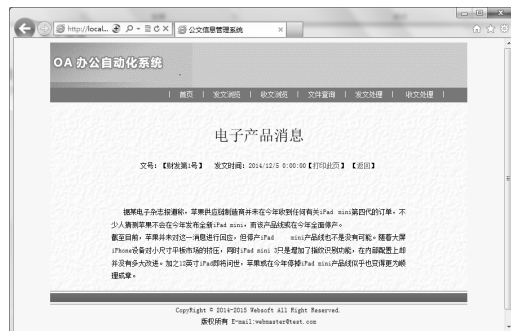 http://local...
公文信息管理系统
OA 办公自动化系统
| 首页 | 发文浏览 | 收文浏览 | 文件查询 | 发文处理 | 收文处理 |
电子产品消息
文号：【财发第1号】 发文时间：2014/12/5 0:00:00【打印此页】 【返回】
据某电子杂志报道称，苹果供应链制造商并未在今年收到任何有关iPad mini第四代的订单，不
少人猜测苹果不会在今年发布全新iPad mini，而该产品线或在今年全面停产。
截至目前，苹果并未对这一消息进行回应，但停产iPad mini产品线也不是没有可能。随着大屏
iPhone设备对小尺寸平板市场的挤压，同时iPad mini 3只是增加了指纹识别功能，在内部配置上却
并没有多大改进。加之12英寸iPad即将问世，苹果或在今年停掉iPad mini产品线似乎也变得更为顺
理成章。
CopyRight © 2014-2015 Websoft All Right Reserved.
版权所有 E-mail:webmaster@test.com